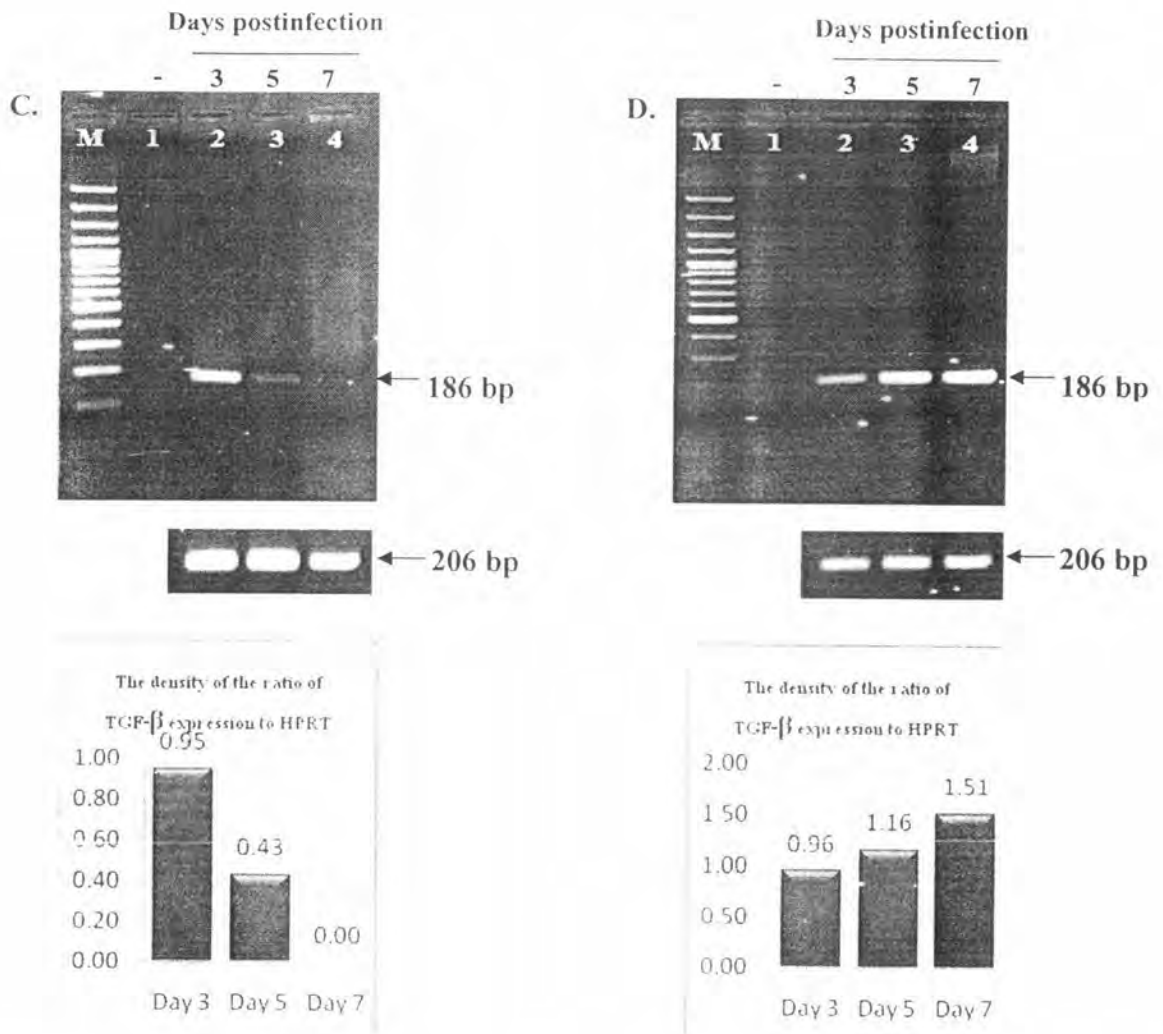 Days postinfection
- 3 5 7
C.
M 1 2 3 4
186 bp
206 bp
The density of the ratio of
TGF-β expression to HPRT
0.95
1.00
0.80
0.60
0.43
0.40
0.20
0.00
0.00
Day 3 Day 5 Day 7
Days postinfection
- 3 5 7
D.
M 1 2 3 4
186 bp
206 bp
The density of the ratio of
TGF-β expression to HPRT
2.00
1.51
1.50
1.16
0.96
1.00
0.50
0.00
Day 3 Day 5 Day 7